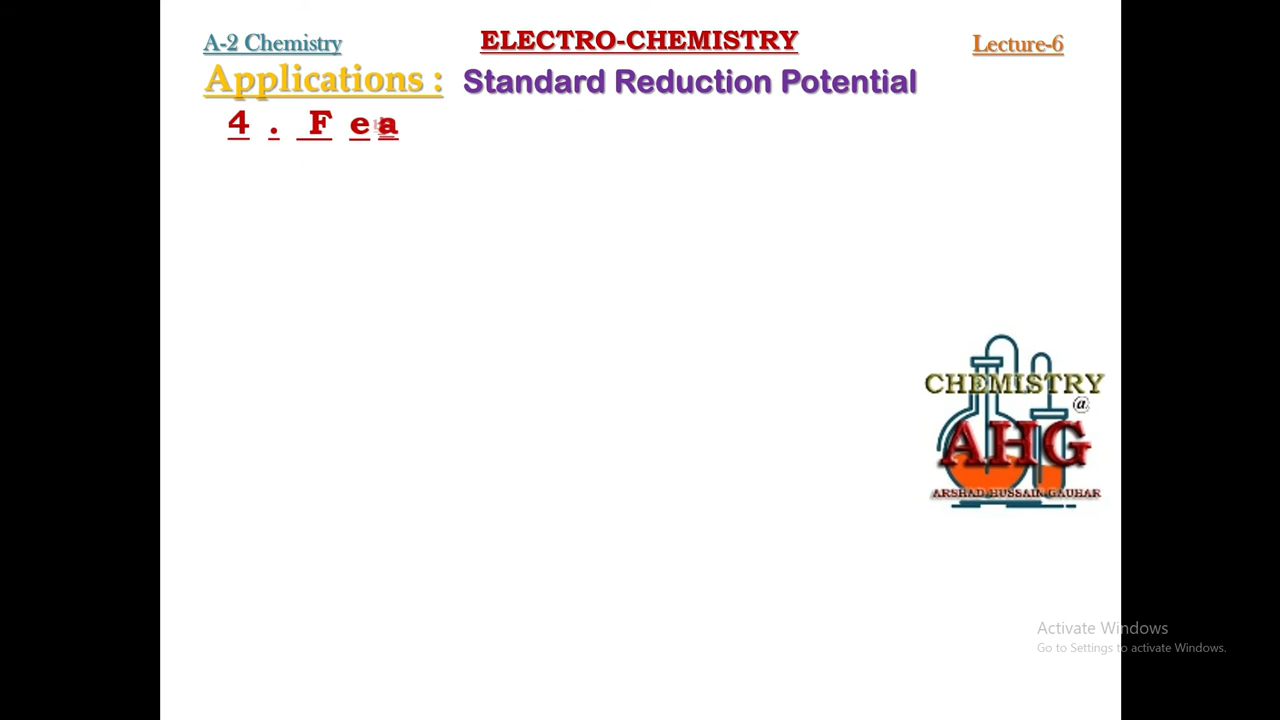 A-2 Chemistry
ELECTRO-CHEMISTRY
Lecture-6
Applications : Standard Reduction Potential
4 . F e a
CHEMISTRY
@
AHG
ARSHAD HUSSAIN GAUHAR
Activate Windows
Go to Settings to activate Windows.